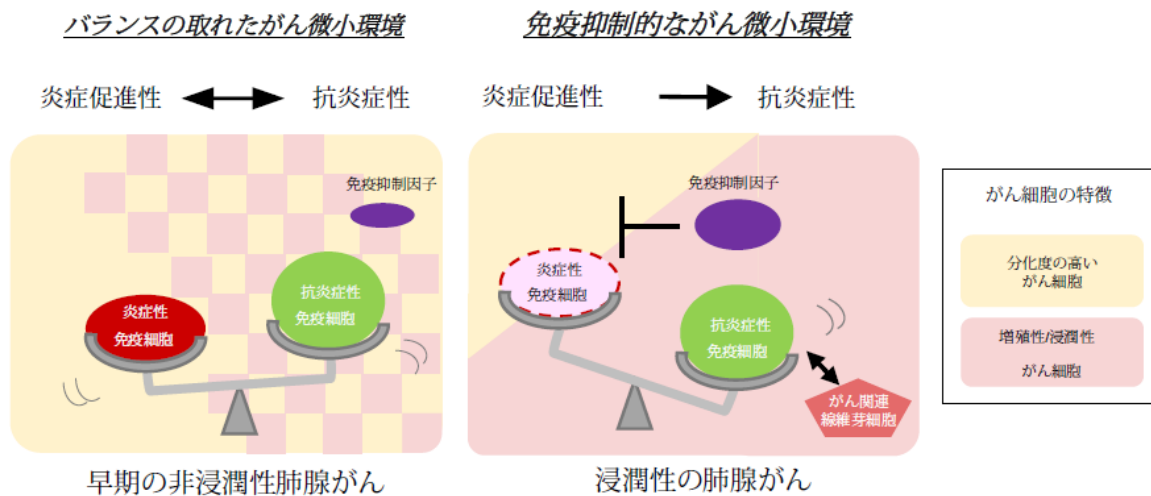 バランスの取れたがん微小環境
炎症促進性
抗炎症性
免疫抑制因子
炎症性
免疫細胞
抗炎症性
免疫細胞
早期の非浸潤性肺腺がん
免疫抑制的ながん微小環境
炎症促進性
抗炎症性
免疫抑制因子
炎症性
免疫細胞
抗炎症性
免疫細胞
がん関連
線維芽細胞
浸潤性の肺腺がん
がん細胞の特徴
分化度の高い
がん細胞
増殖性/浸潤性
がん細胞